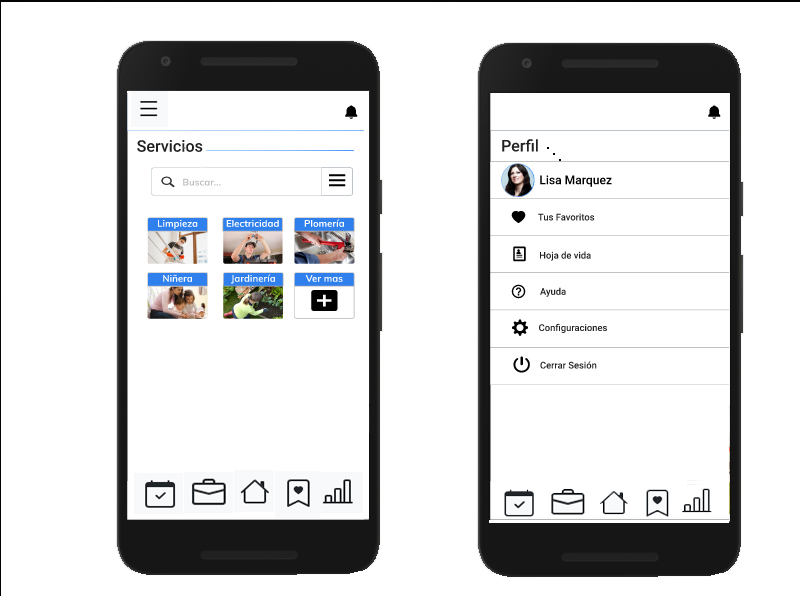 Servicios
Buscar...
Limpieza
Electricidad
Plomería
Niñera
Jardinería
Ver mas
Perfil
Lisa Marquez
Tus Favoritos
Hoja de vida
Ayuda
Configuraciones
Cerrar Sesión